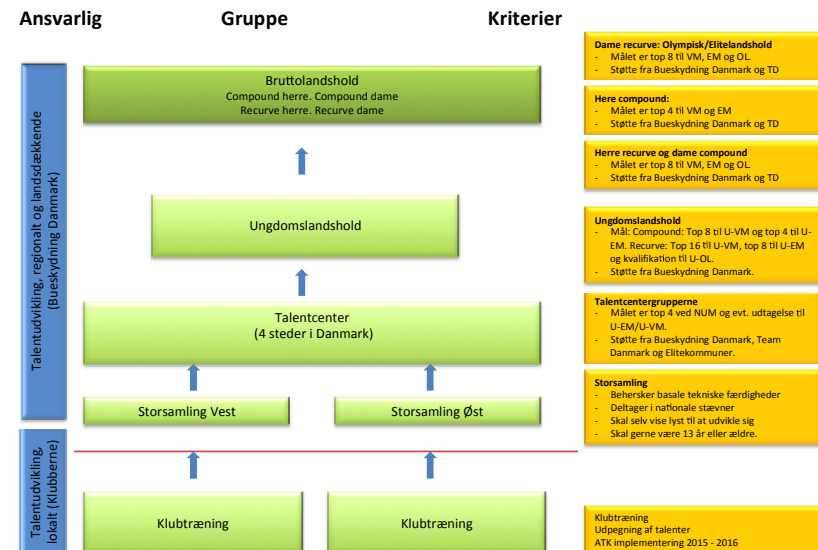 Ansvarlig
Gruppe
Kriterier
Talentudvikling, regionalt og landsdækkende
(Bueskydning Danmark)
Talentudvikling,
lokalt (Klubberne)
Bruttolandshold
Compound herre. Compound dame
Recurve herre. Recurve dame
Ungdomslandshold
Talentcenter
(4 steder i Danmark)
Storsamling Vest
Storsamling Øst
Klubtræning
Klubtræning
Dame recurve: Olympisk/Elitelandshold
- Målet er top 8 til VM, EM og OL.
- Støtte fra Bueskydning Danmark og TD
Here compound:
- Målet er top 4 til VM og EM
- Støtte fra Bueskydning Danmark og TD
Herre recurve og dame compound
- Målet er top 8 til VM, EM og OL.
- Støtte fra Bueskydning Danmark og TD
Ungdomslandshold
- Mål: Compound: Top 8 til U-VM og top 4 til U-
EM. Recurve: Top 16 til U-VM, top 8 til U-EM
og kvalifikation til U-OL.
- Støtte fra Bueskydning Danmark.
Talentcentergrupperne
- Målet er top 4 ved NUM og evt. udtagelse til
U-EM/U-VM.
- Støtte fra Bueskydning Danmark, Team
Danmark og Elitekommuner.
Storsamling
- Behersker basale tekniske færdigheder
- Deltager i nationale stævner
- Skal selv vise lyst til at udvikle sig
- Skal gerne være 13 år eller ældre.
Klubtræning
Udpegning af talenter
ATK implementering 2015 - 2016